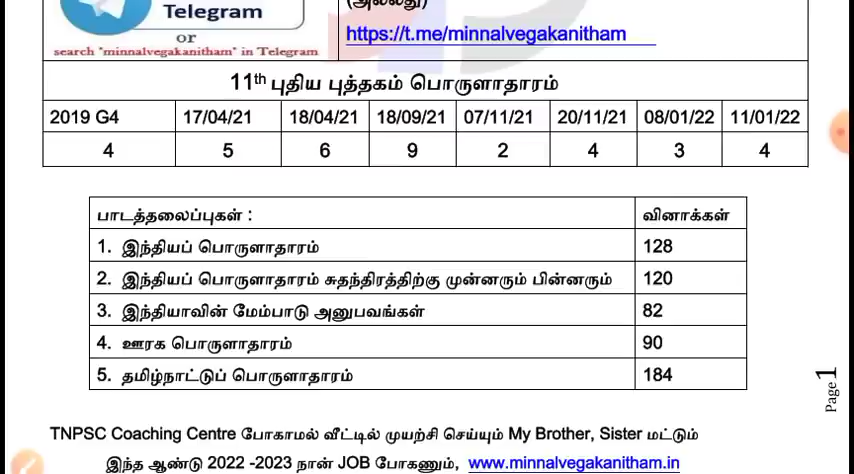 Telegram
or
search "minnalvegakanitham" in Telegram
(அல்லது)
https://t.me/minnalvegakanitham
11th புதிய புத்தகம் பொருளாதாரம்
2019 G4 17/04/21 18/04/21 18/09/21 07/11/21 20/11/21 08/01/22 11/01/22
4 5 6 9 2 4 3 4
பாடத்தலைப்புகள் : வினாக்கள்
1. இந்தியப் பொருளாதாரம் 128
2. இந்தியப் பொருளாதாரம் சுதந்திரத்திற்கு முன்னரும் பின்னரும் 120
3. இந்தியாவின் மேம்பாடு அனுபவங்கள் 82
4. ஊரக பொருளாதாரம் 90
5. தமிழ்நாட்டுப் பொருளாதாரம் 184
Page 1
TNPSC Coaching Centre போகாமல் வீட்டில் முயற்சி செய்யும் My Brother, Sister மட்டும்
இந்த ஆண்டு 2022 -2023 நான் JOB போகணும், www.minnalvegakanitham.in